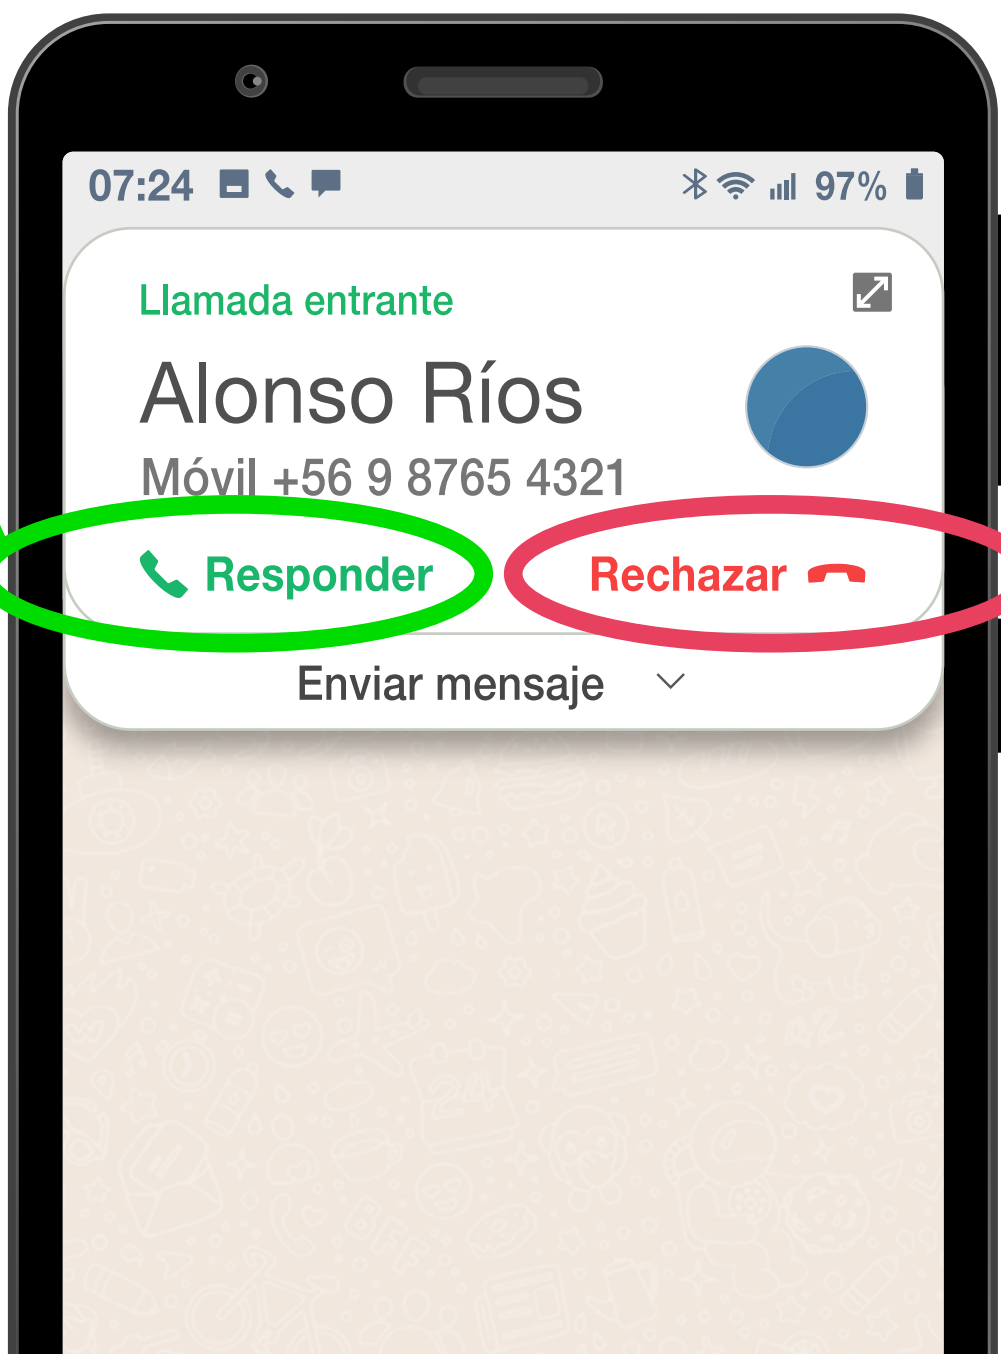 07:24 97%
Llamada entrante
Alonso Ríos
Móvil +56 9 8765 4321
Responder Rechazar
Enviar mensaje